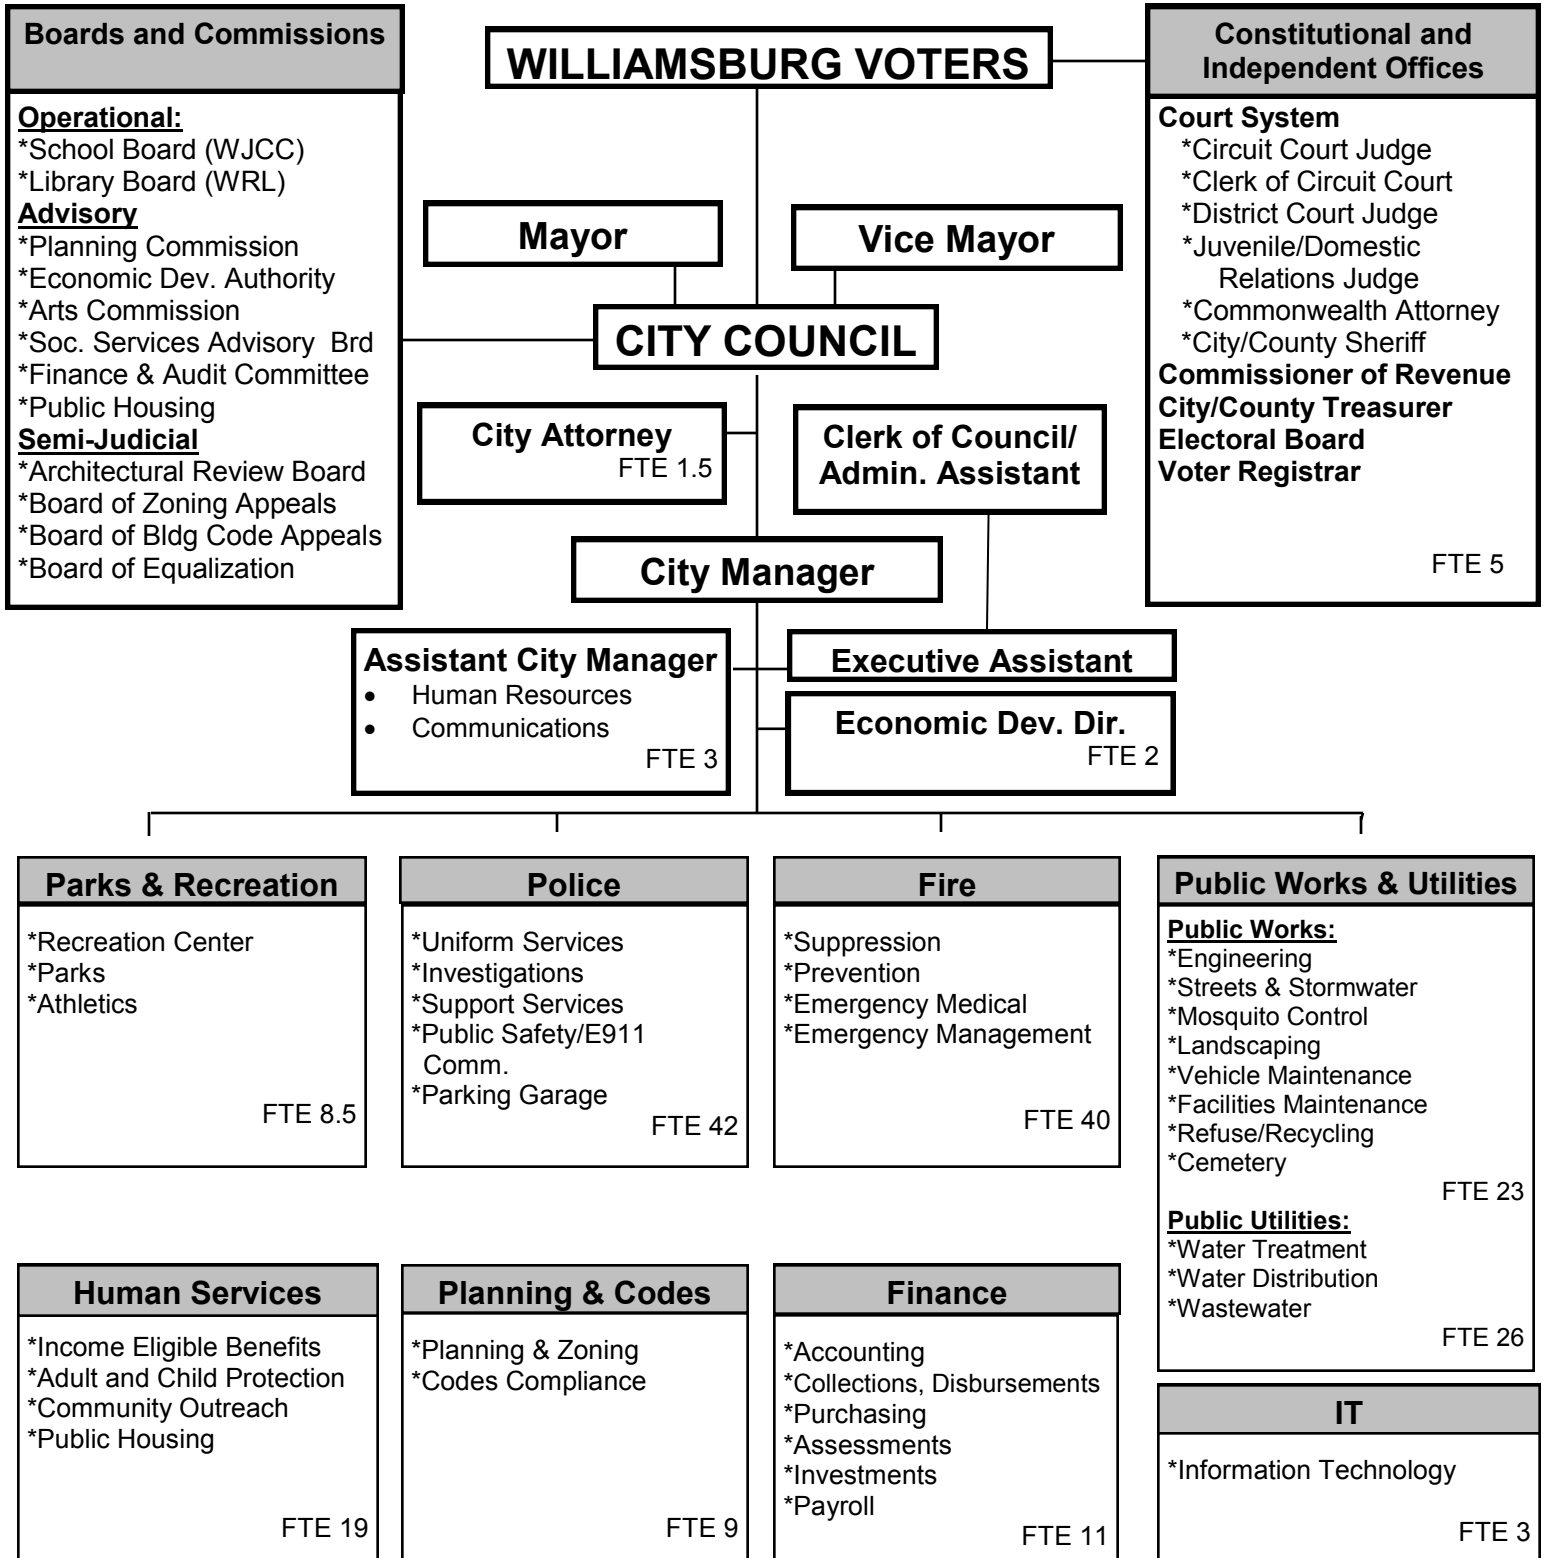 Boards and Commissions
Operational:
*School Board (WJCC)
*Library Board (WRL)
Advisory
*Planning Commission
*Economic Dev. Authority
*Arts Commission
*Soc. Services Advisory Brd
*Finance & Audit Committee
*Public Housing
Semi-Judicial
*Architectural Review Board
*Board of Zoning Appeals
*Board of Bldg Code Appeals
*Board of Equalization
WILLIAMSBURG VOTERS
Mayor
Vice Mayor
CITY COUNCIL
City Attorney
FTE 1.5
Clerk of Council/
Admin. Assistant
City Manager
Constitutional and
Independent Offices
Court System
*Circuit Court Judge
*Clerk of Circuit Court
*District Court Judge
*Juvenile/Domestic
Relations Judge
*Commonwealth Attorney
*City/County Sheriff
Commissioner of Revenue
City/County Treasurer
Electoral Board
Voter Registrar
FTE 5
Assistant City Manager
• Human Resources
• Communications
FTE 3
Executive Assistant
Economic Dev. Dir.
FTE 2
Parks & Recreation
*Recreation Center
*Parks
*Athletics
FTE 8.5
Police
*Uniform Services
*Investigations
*Support Services
*Public Safety/E911
Comm.
*Parking Garage
FTE 42
Fire
*Suppression
*Prevention
*Emergency Medical
*Emergency Management
FTE 40
Public Works & Utilities
Public Works:
*Engineering
*Streets & Stormwater
*Mosquito Control
*Landscaping
*Vehicle Maintenance
*Facilities Maintenance
*Refuse/Recycling
*Cemetery
FTE 23
Public Utilities:
*Water Treatment
*Water Distribution
*Wastewater
FTE 26
Human Services
*Income Eligible Benefits
*Adult and Child Protection
*Community Outreach
*Public Housing
FTE 19
Planning & Codes
*Planning & Zoning
*Codes Compliance
FTE 9
Finance
*Accounting
*Collections, Disbursements
*Purchasing
*Assessments
*Investments
*Payroll
FTE 11
IT
*Information Technology
FTE 3